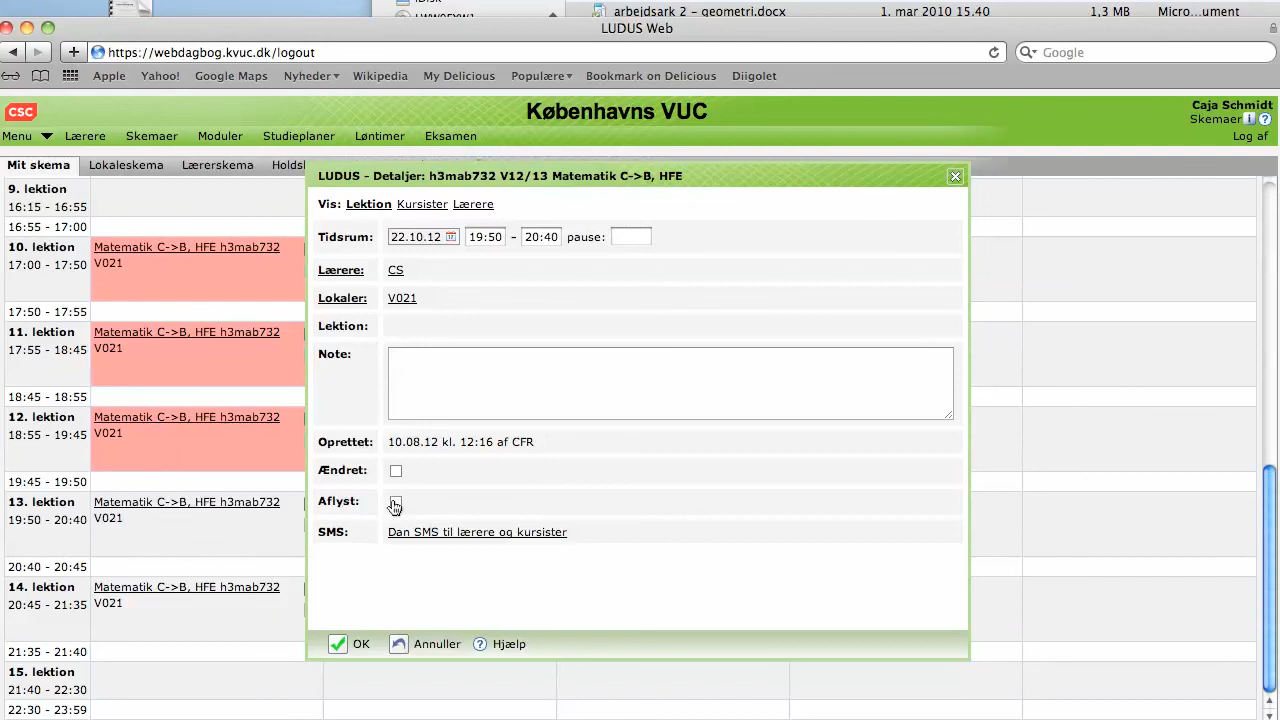 iDisk
arbejdsark 2 – geometri.docx 1. mar 2010 15.40 1,3 MB Micro...ument
LUDUS Web
https://webdagbog.kvuc.dk/logout
Google
Apple Yahoo! Google Maps Nyheder Wikipedia My Delicious Populære Bookmark on Delicious Diigolet
CSC
Københavns VUC
Caja Schmidt
Skemaer
Menu Lærere Skemaer Moduler Studieplaner Løntimer Eksamen
Log af
Mit skema Lokaleskema Lærerskema Holdsk
LUDUS - Detaljer: h3mab732 V12/13 Matematik C->B, HFE
Vis: Lektion Kursister Lærere
Tidsrum: 22.10.12 19:50 - 20:40 pause:
Lærere: CS
Lokaler: V021
Lektion:
Note:
Oprettet: 10.08.12 kl. 12:16 af CFR
Ændret:
Aflyst:
SMS: Dan SMS til lærere og kursister
OK Annuller Hjælp
9. lektion
16:15 - 16:55
16:55 - 17:00
10. lektion Matematik C->B, HFE h3mab732
17:00 - 17:50 V021
17:50 - 17:55
11. lektion Matematik C->B, HFE h3mab732
17:55 - 18:45 V021
18:45 - 18:55
12. lektion Matematik C->B, HFE h3mab732
18:55 - 19:45 V021
19:45 - 19:50
13. lektion Matematik C->B, HFE h3mab732
19:50 - 20:40 V021
20:40 - 20:45
14. lektion Matematik C->B, HFE h3mab732
20:45 - 21:35 V021
21:35 - 21:40
15. lektion
21:40 - 22:30
22:30 - 23:59